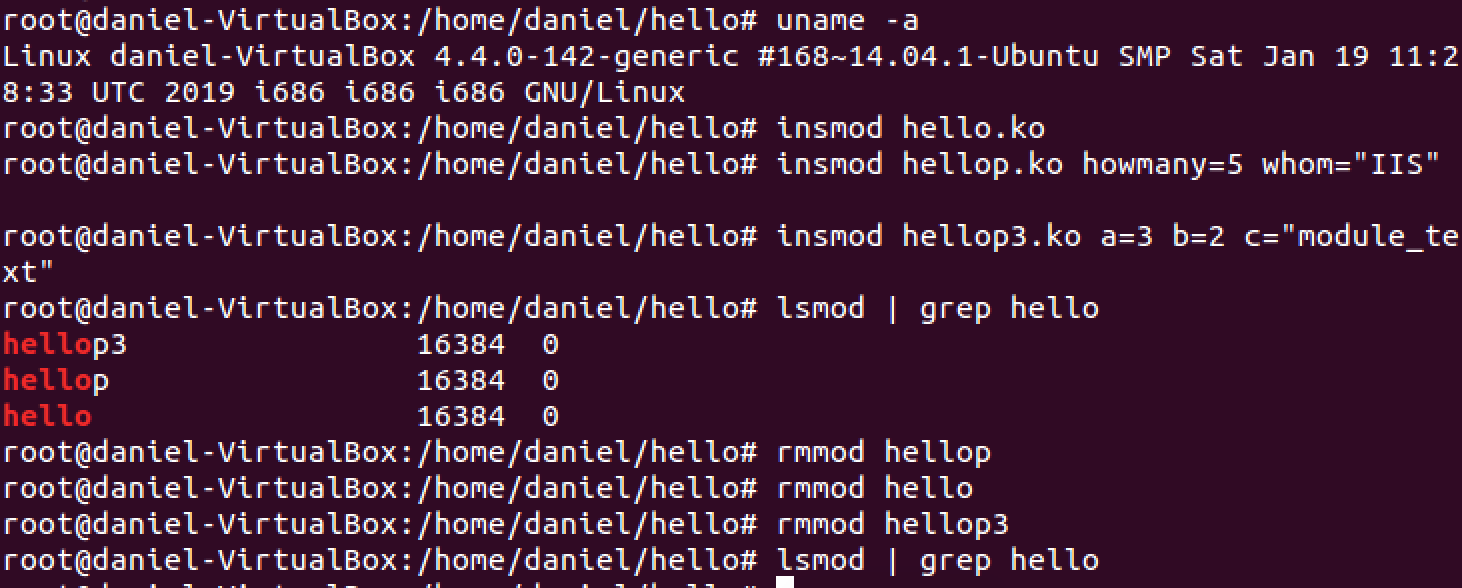 root@daniel-VirtualBox:/home/daniel/hello# uname -a
Linux daniel-VirtualBox 4.4.0-142-generic #168~14.04.1-Ubuntu SMP Sat Jan 19 11:2
8:33 UTC 2019 i686 i686 i686 GNU/Linux
root@daniel-VirtualBox:/home/daniel/hello# insmod hello.ko
root@daniel-VirtualBox:/home/daniel/hello# insmod hellop.ko howmany=5 whom="IIS"
root@daniel-VirtualBox:/home/daniel/hello# insmod hellop3.ko a=3 b=2 c="module_te
xt"
root@daniel-VirtualBox:/home/daniel/hello# lsmod | grep hello
hellop3                16384  0
hellop                 16384  0
hello                  16384  0
root@daniel-VirtualBox:/home/daniel/hello# rmmod hellop
root@daniel-VirtualBox:/home/daniel/hello# rmmod hello
root@daniel-VirtualBox:/home/daniel/hello# rmmod hellop3
root@daniel-VirtualBox:/home/daniel/hello# lsmod | grep hello